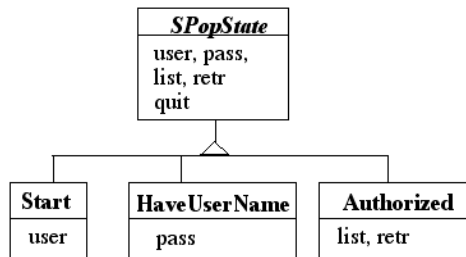 SPopState
user, pass,
list, retr
quit
Start
user
HaveUserName
pass
Authorized
list, retr